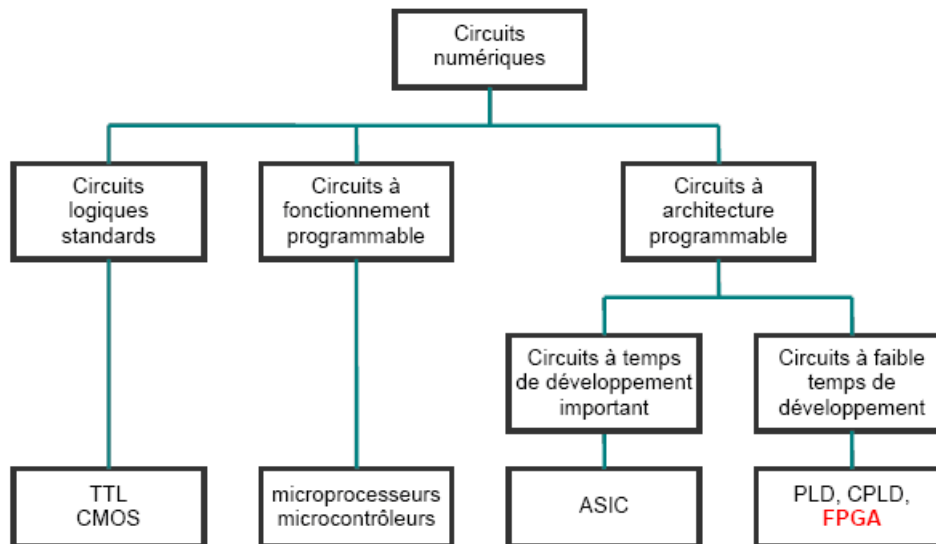 Circuits
numériques
Circuits
logiques
standards
Circuits à
fonctionnement
programmable
Circuits à
architecture
programmable
Circuits à temps
de développement
important
Circuits à faible
temps de
développement
TTL
CMOS
microprocesseurs
microcontrôleurs
ASIC
PLD, CPLD,
FPGA